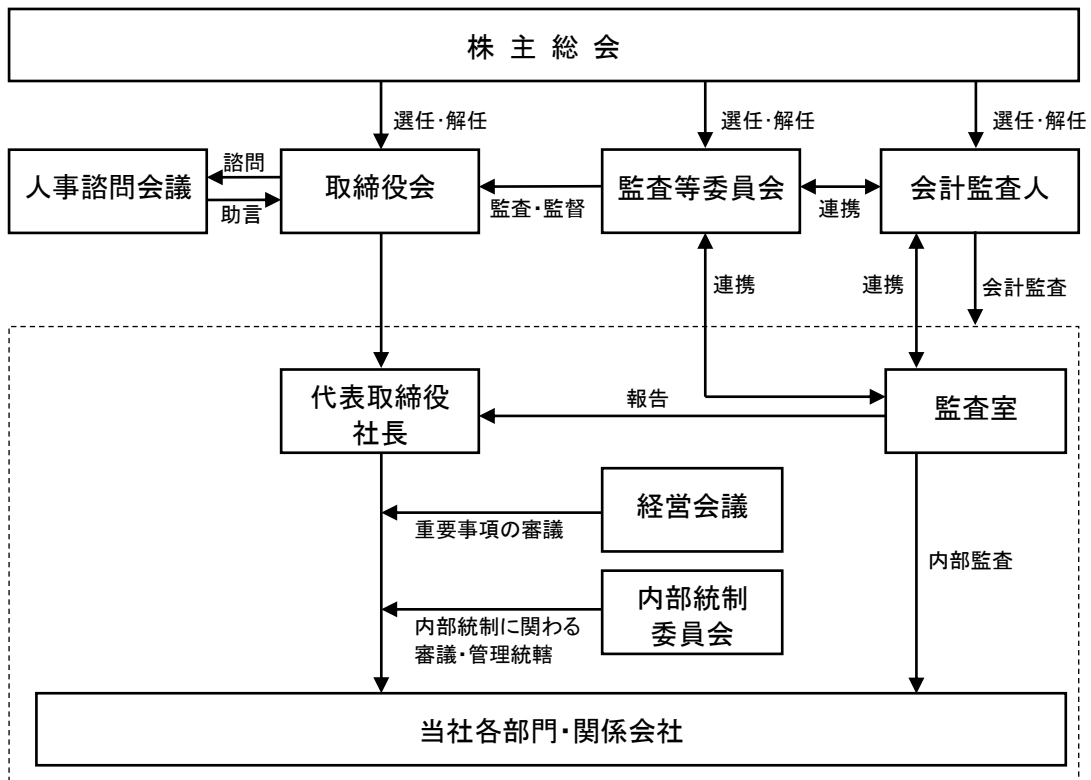 株主総会
選任・解任
選任・解任
選任・解任
人事諮問会議
諮問
助言
取締役会
監査・監督
監査等委員会
連携
会計監査人
連携
連携
会計監査
代表取締役
社長
報告
監査室
経営会議
重要事項の審議
内部監査
内部統制
委員会
内部統制に関わる
審議・管理統轄
当社各部門・関係会社